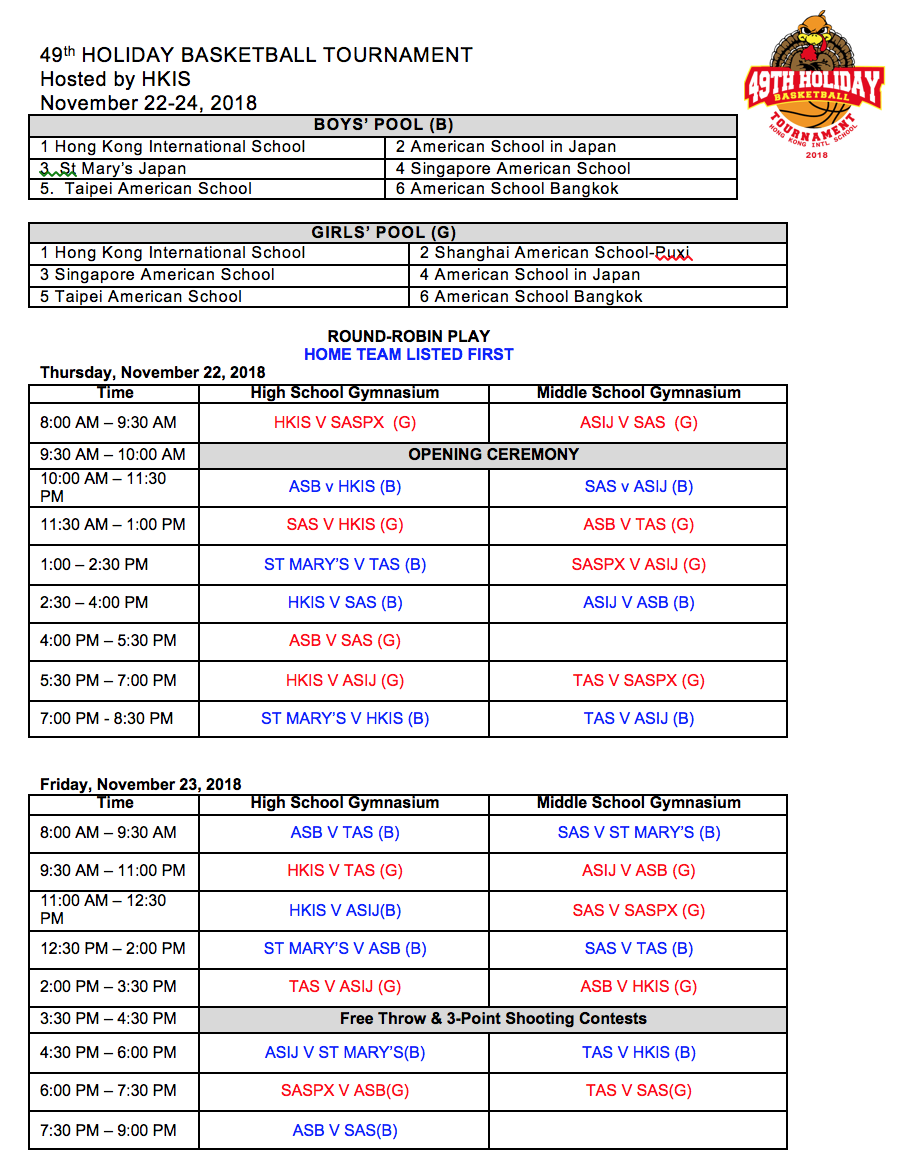 49th HOLIDAY BASKETBALL TOURNAMENT
Hosted by HKIS
November 22-24, 2018
49TH HOLIDAY
BASKETBALL
TOURNAMENT
HONG KONG INTL SCHOOL
2018
BOYS' POOL (B)
1 Hong Kong International School 2 American School in Japan
3. St Mary's Japan 4 Singapore American School
5. Taipei American School 6 American School Bangkok
GIRLS' POOL (G)
1 Hong Kong International School 2 Shanghai American School-Puxi
3 Singapore American School 4 American School in Japan
5 Taipei American School 6 American School Bangkok
ROUND-ROBIN PLAY
HOME TEAM LISTED FIRST
Thursday, November 22, 2018
Time High School Gymnasium Middle School Gymnasium
8:00 AM – 9:30 AM HKIS V SASPX (G) ASIJ V SAS (G)
9:30 AM – 10:00 AM OPENING CEREMONY
10:00 AM – 11:30
PM ASB v HKIS (B) SAS v ASIJ (B)
11:30 AM – 1:00 PM SAS V HKIS (G) ASB V TAS (G)
1:00 – 2:30 PM ST MARY'S V TAS (B) SASPX V ASIJ (G)
2:30 – 4:00 PM HKIS V SAS (B) ASIJ V ASB (B)
4:00 PM – 5:30 PM ASB V SAS (G)
5:30 PM – 7:00 PM HKIS V ASIJ (G) TAS V SASPX (G)
7:00 PM - 8:30 PM ST MARY'S V HKIS (B) TAS V ASIJ (B)
Friday, November 23, 2018
Time High School Gymnasium Middle School Gymnasium
8:00 AM – 9:30 AM ASB V TAS (B) SAS V ST MARY'S (B)
9:30 AM – 11:00 PM HKIS V TAS (G) ASIJ V ASB (G)
11:00 AM – 12:30
PM HKIS V ASIJ(B) SAS V SASPX (G)
12:30 PM – 2:00 PM ST MARY'S V ASB (B) SAS V TAS (B)
2:00 PM – 3:30 PM TAS V ASIJ (G) ASB V HKIS (G)
3:30 PM – 4:30 PM Free Throw & 3-Point Shooting Contests
4:30 PM – 6:00 PM ASIJ V ST MARY'S(B) TAS V HKIS (B)
6:00 PM – 7:30 PM SASPX V ASB(G) TAS V SAS(G)
7:30 PM – 9:00 PM ASB V SAS(B)